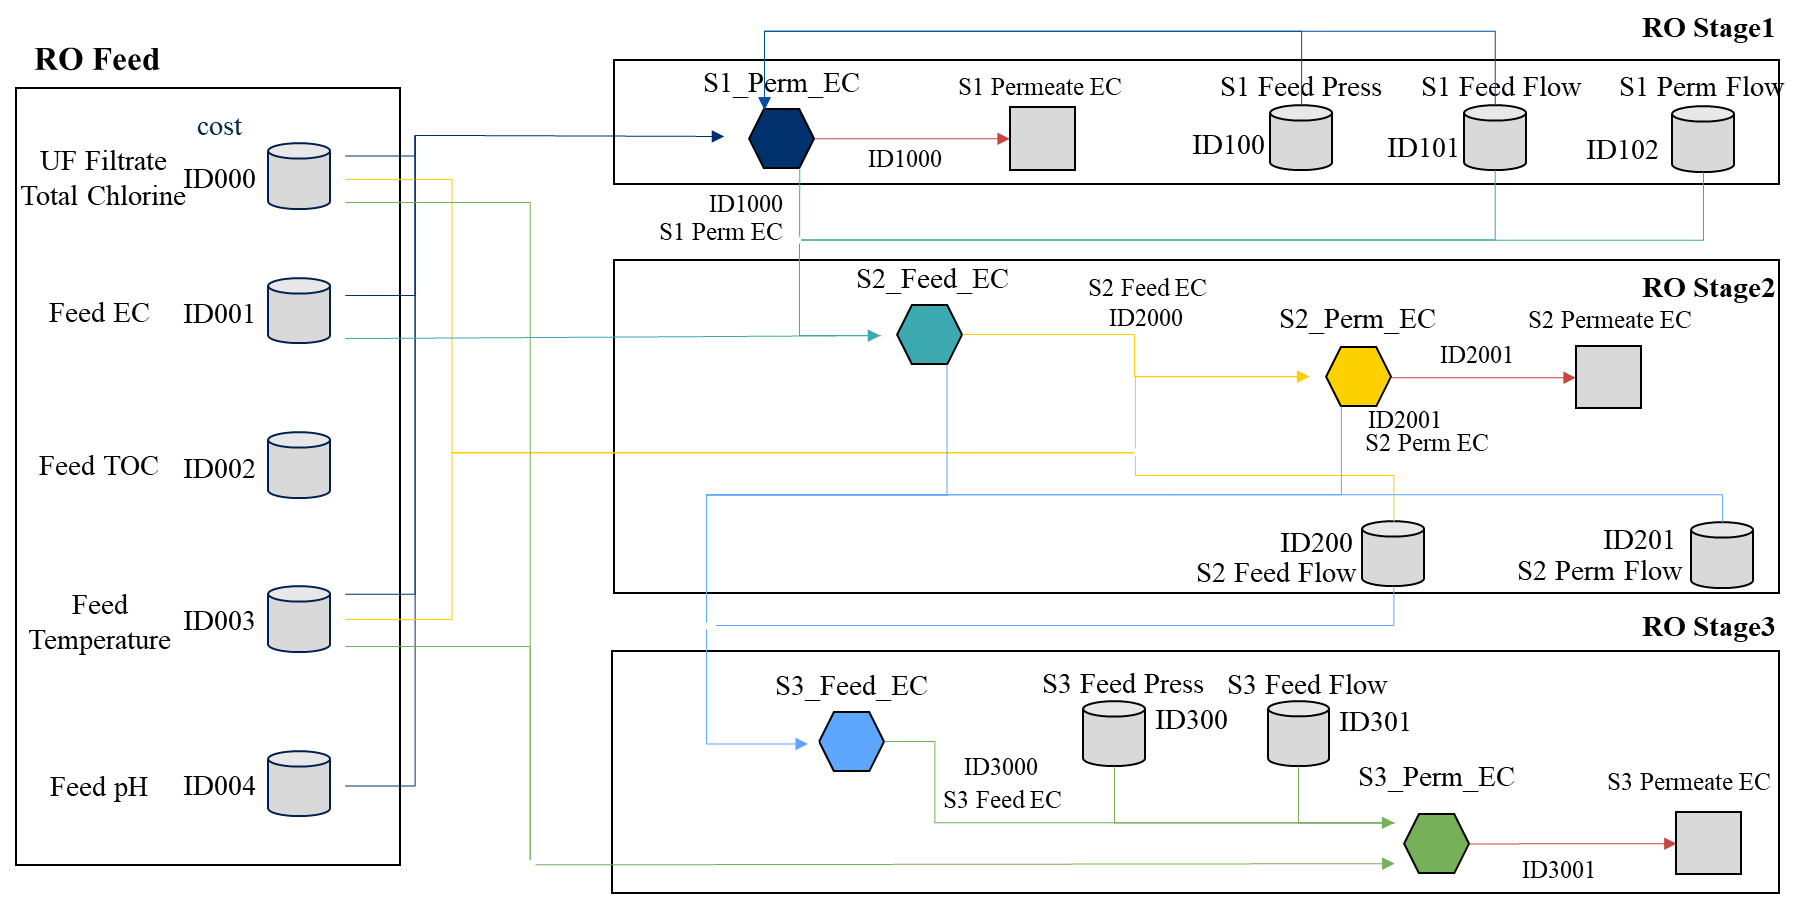 RO Feed
cost
UF Filtrate
Total Chlorine
ID000
Feed EC
ID001
Feed TOC
ID002
Feed
Temperature
ID003
Feed pH
ID004
RO Stage1
S1_Perm_EC
S1 Permeate EC
S1 Feed Press
S1 Feed Flow
S1 Perm Flow
ID1000
ID100
ID101
ID102
ID1000
S1 Perm EC
RO Stage2
S2_Feed_EC
S2 Feed EC
ID2000
S2_Perm_EC
S2 Permeate EC
ID2001
ID2001
S2 Perm EC
ID200
S2 Feed Flow
ID201
S2 Perm Flow
RO Stage3
S3_Feed_EC
S3 Feed Press
S3 Feed Flow
ID300
ID301
ID3000
S3 Feed EC
S3_Perm_EC
S3 Permeate EC
ID3001